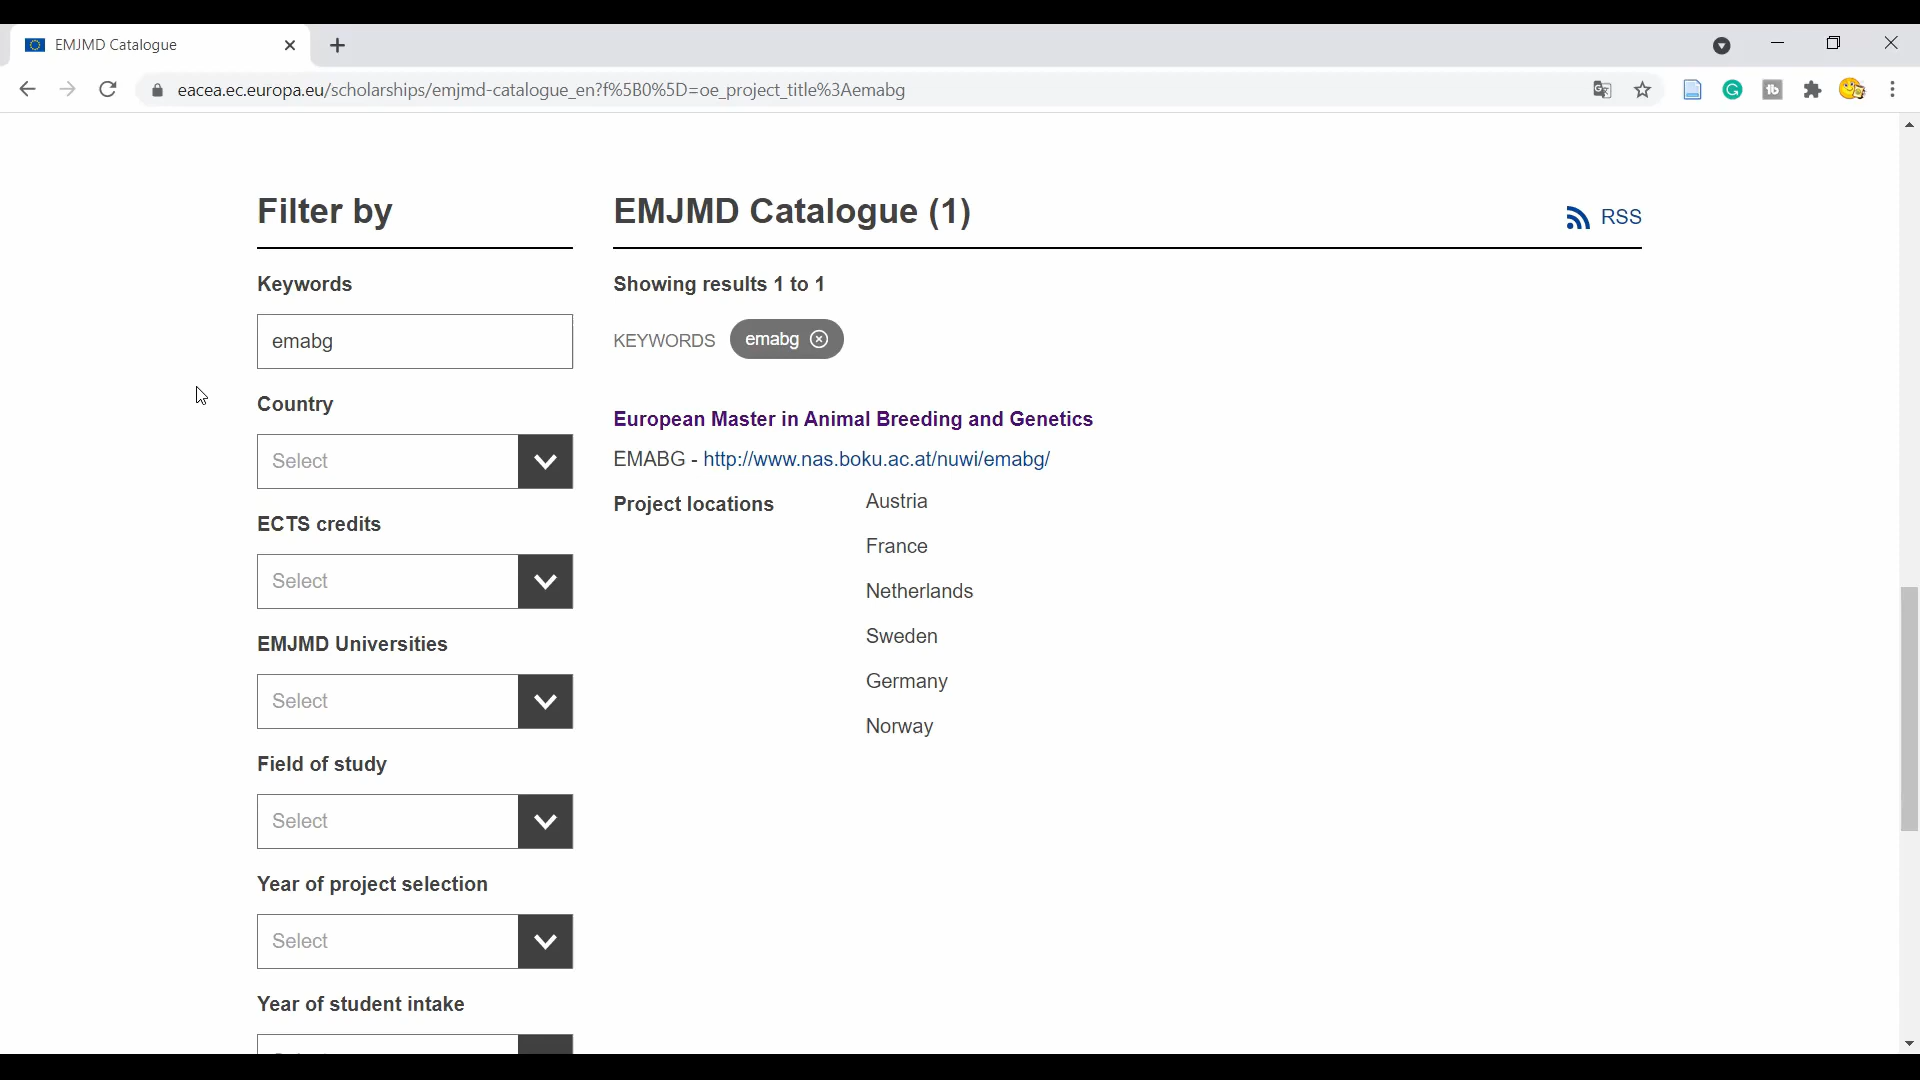 EMJMD Catalogue
eacea.ec.europa.eu/scholarships/emjmd-catalogue_en?f%5B0%5D=oe_project_title%3Aemabg
Filter by
EMJMD Catalogue (1)
RSS
Keywords
Showing results 1 to 1
emabg
KEYWORDS emabg
Country
European Master in Animal Breeding and Genetics
Select
EMABG - http://www.nas.boku.ac.at/nuwi/emabg/
Project locations
Austria
ECTS credits
France
Select
Netherlands
EMJMD Universities
Sweden
Select
Germany
Norway
Field of study
Select
Year of project selection
Select
Year of student intake